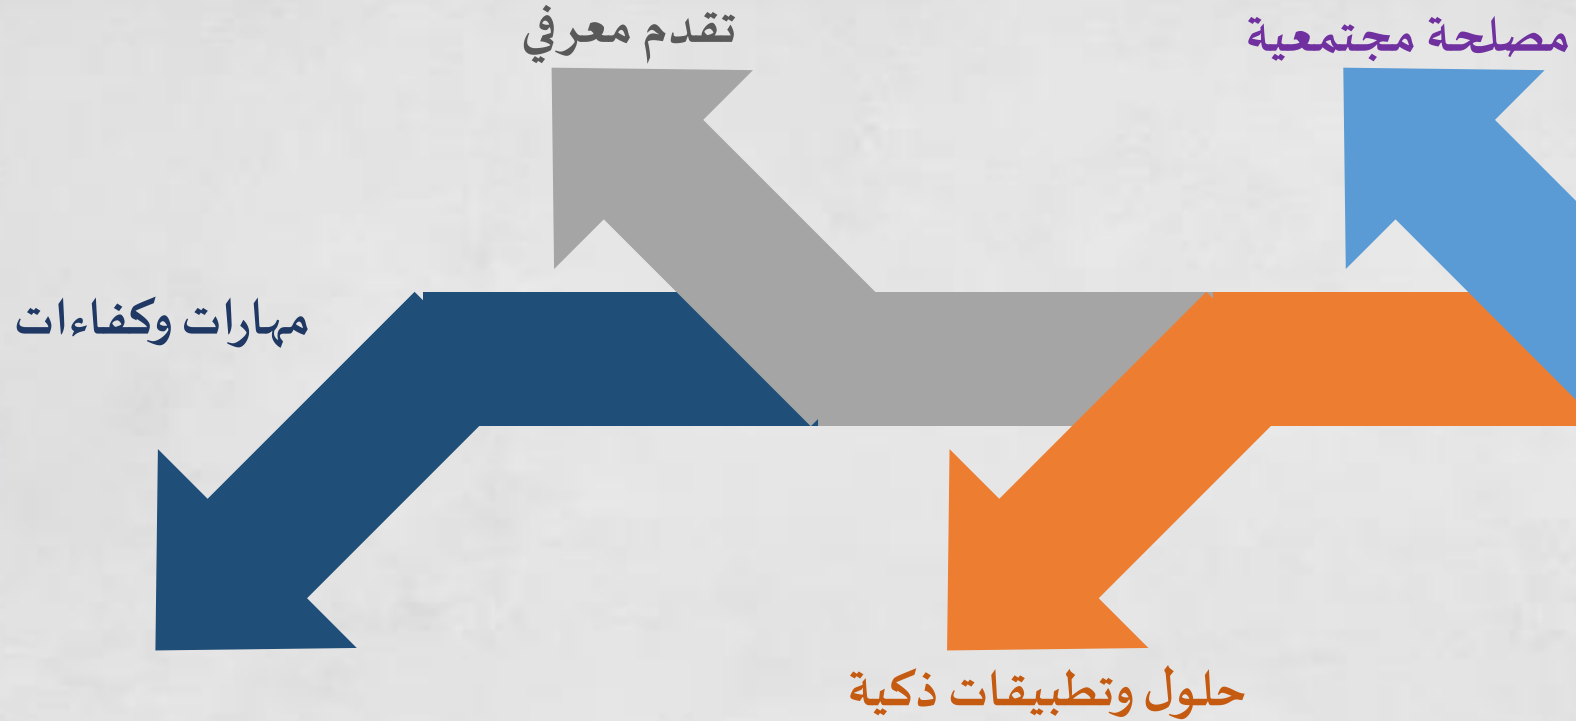 مصلحة مجتمعية
تقدم معرفي
مهارات وكفاءات
حلول وتطبيقات ذكية